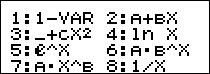 1:1-VAR 2:A+BX
3:_+CX² 4:ln X
5:e^X 6:A•B^X
7:A•X^B 8:1/X